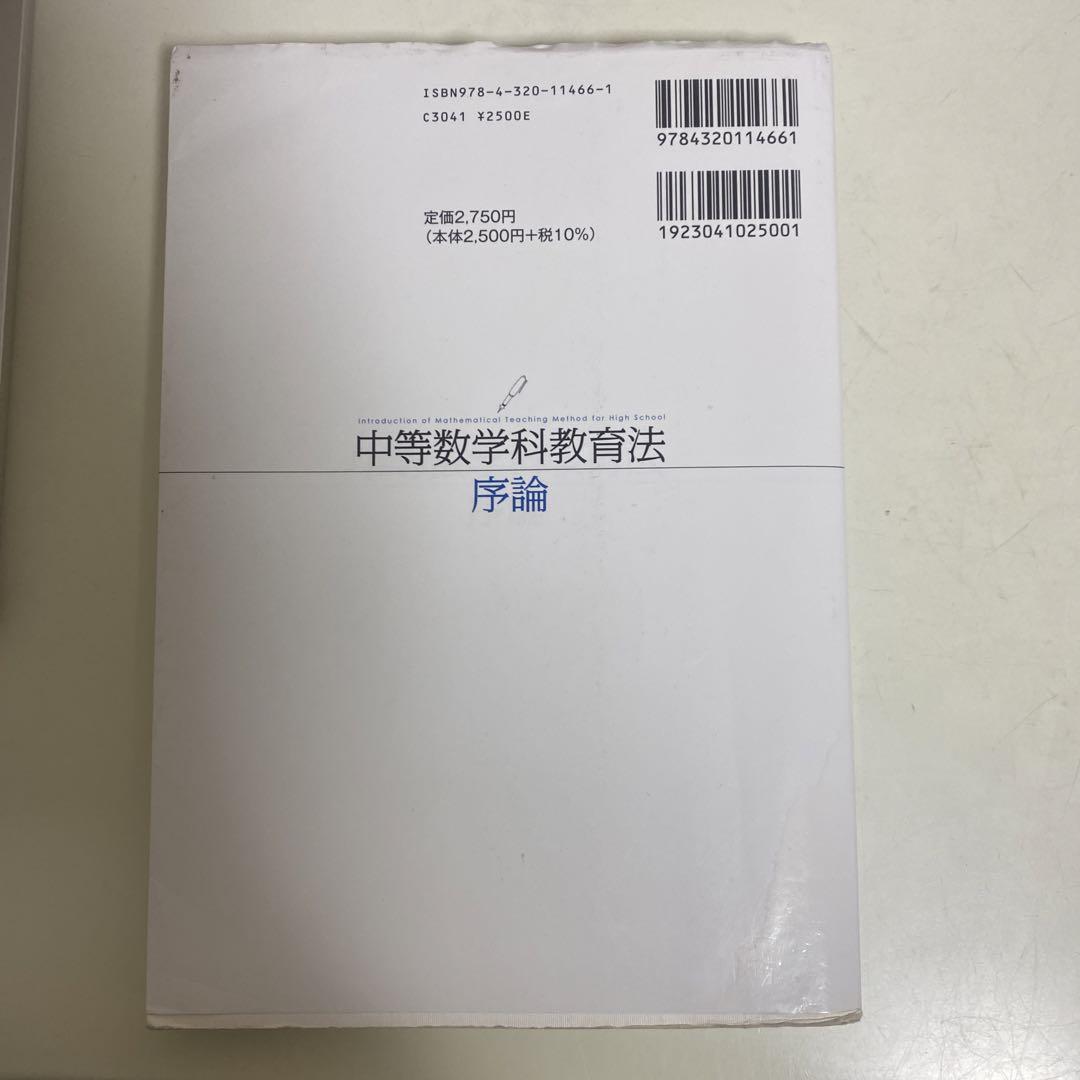 ISBN978-4-320-11466-1
C3041 ¥2500E
9784320114661
定価2,750円
(本体2,500円+税10%)
1923041025001
Introduction of Mathematical Teaching Method for High School
中等数学科教育法
序論